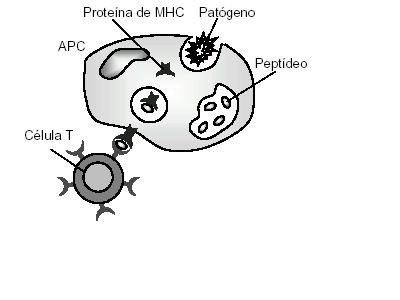 Proteína de MHC
Patógeno
APC
Peptídeo
Célula T